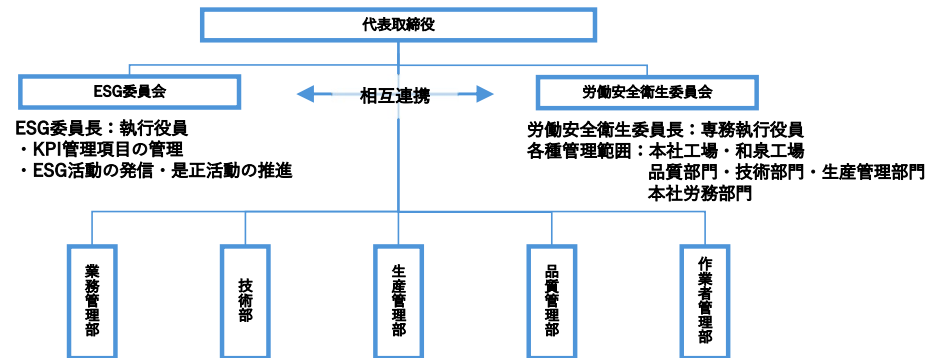 代表取締役
ESG委員会
相互連携
労働安全衛生委員会
ESG委員長：執行役員
・KPI管理項目の管理
・ESG活動の発信・是正活動の推進
労働安全衛生委員長：専務執行役員
各種管理範囲：本社工場・和泉工場
品質部門・技術部門・生産管理部門
本社労務部門
業務管理部
技術部
生産管理部
品質管理部
作業者管理部